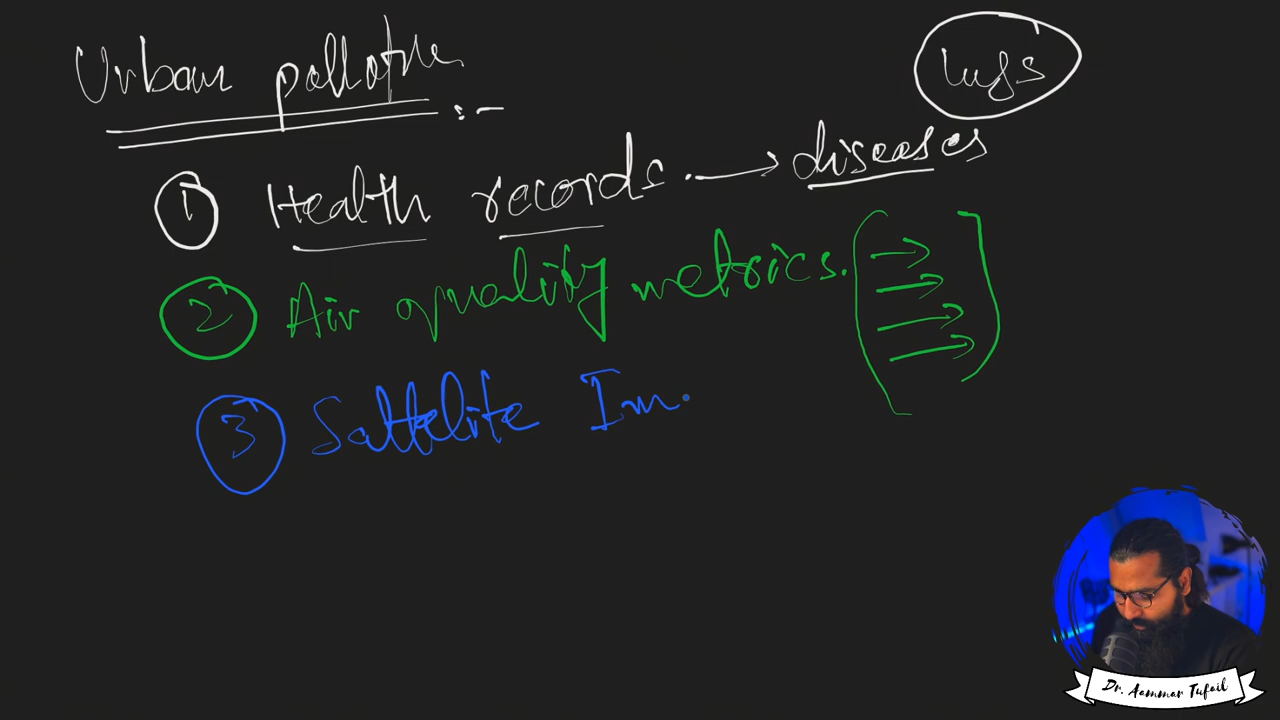 Urban pollution :-
lungs
① Health records. → diseases
② Air quality metrics. (→ → → →)
③ Sattelite Im
Dr. Aammar Tufail